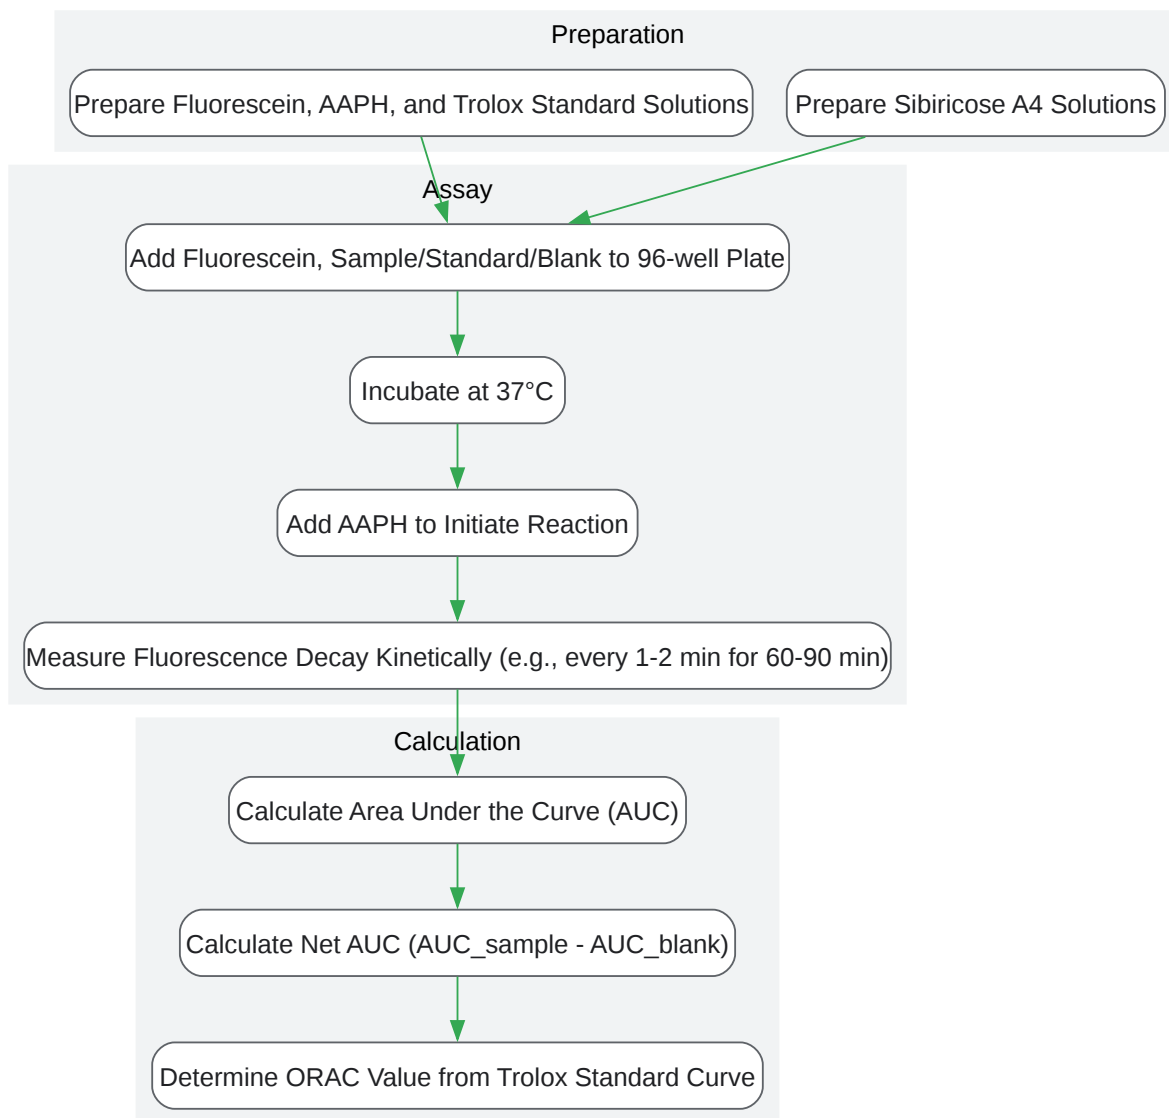 Preparation
Prepare Fluorescein, AAPH, and Trolox Standard Solutions
Prepare Sibiricose A4 Solutions
Assay
Add Fluorescein, Sample/Standard/Blank to 96-well Plate
Incubate at 37°C
Add AAPH to Initiate Reaction
Measure Fluorescence Decay Kinetically (e.g., every 1-2 min for 60-90 min)
Calculation
Calculate Area Under the Curve (AUC)
Calculate Net AUC (AUC_sample - AUC_blank)
Determine ORAC Value from Trolox Standard Curve